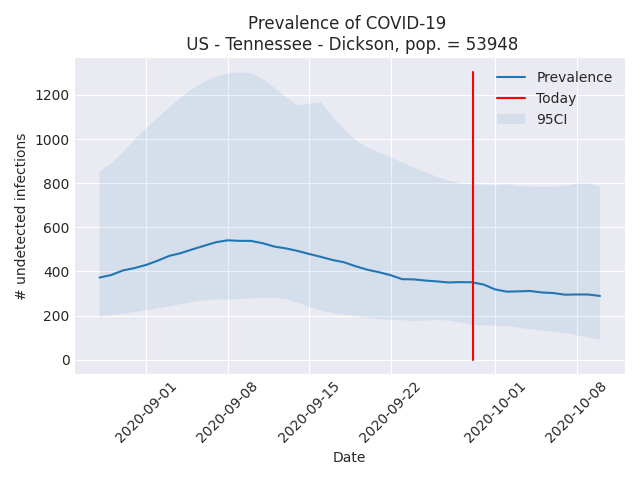 Prevalence of COVID-19
US - Tennessee - Dickson, pop. = 53948
Prevalence
Today
95CI
# undetected infections
1200
1000
800
600
400
200
0
2020-09-01
2020-09-08
2020-09-15
2020-09-22
2020-10-01
2020-10-08
Date